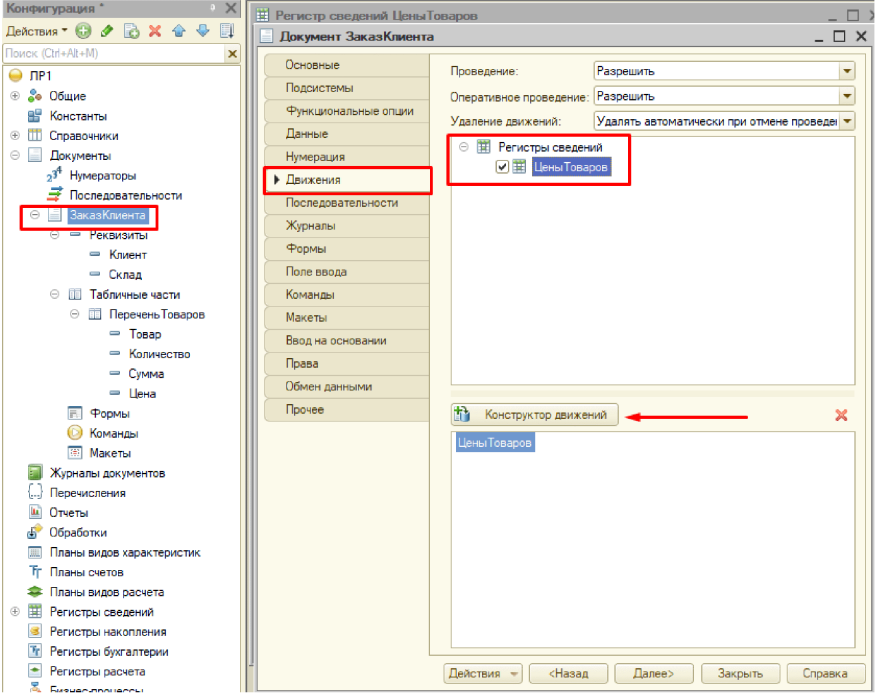 Конфигурация *
Действия
Поиск (Ctrl+Alt+M)
ЛР1
Общие
Константы
Справочники
Документы
Нумераторы
Последовательности
ЗаказКлиента
Реквизиты
Клиент
Склад
Табличные части
ПереченьТоваров
Товар
Количество
Сумма
Цена
Формы
Команды
Макеты
Журналы документов
Перечисления
Отчеты
Обработки
Планы видов характеристик
Планы счетов
Планы видов расчета
Регистры сведений
Регистры накопления
Регистры бухгалтерии
Регистры расчета
Бизнес-процессы
Регистр сведений ЦеныТоваров
Документ ЗаказКлиента
Основные
Подсистемы
Функциональные опции
Данные
Нумерация
Движения
Последовательности
Журналы
Формы
Поле ввода
Команды
Макеты
Ввод на основании
Права
Обмен данными
Прочее
Проведение: Разрешить
Оперативное проведение: Разрешить
Удаление движений: Удалять автоматически при отмене проведен
Регистры сведений
ЦеныТоваров
Конструктор движений
ЦеныТоваров
Действия <Назад Далее> Закрыть Справка